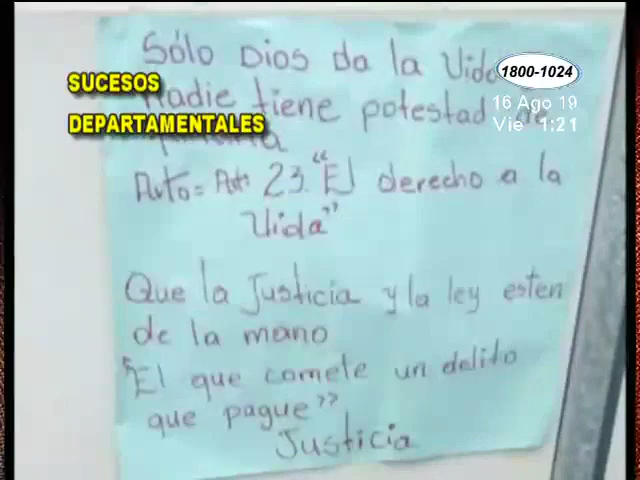 Sólo Dios da la Vida
Nadie tiene potestad de
SUCESOS
DEPARTAMENTALES
1800-1024
16 Ago 19
Vie 1:21
Auto = Art: 23. "El derecho a la
Vida"
Que la Justicia y la ley esten
de la mano
"El que comete un delito
que pague"
Justicia